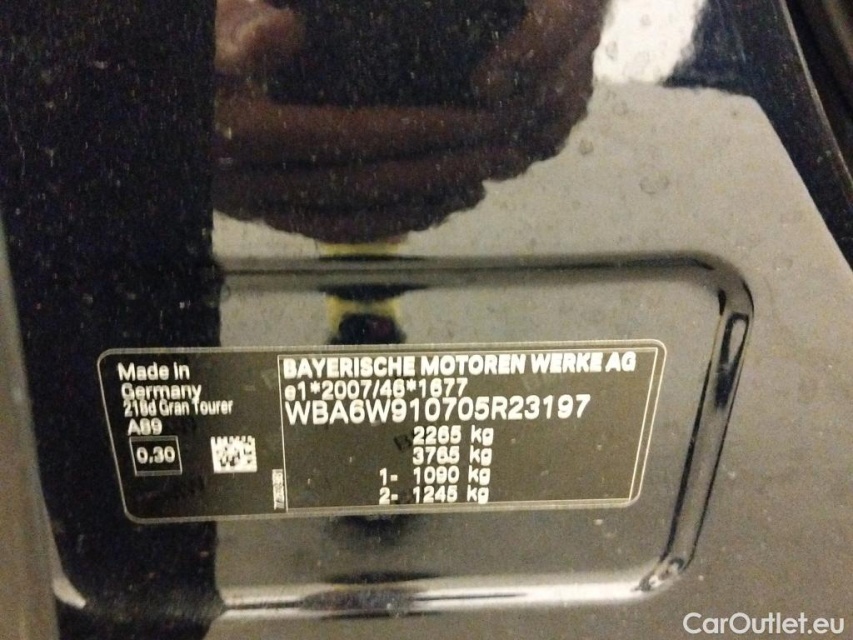 Made in
Germany
218d Gran Tourer
A89
0.30
BAYERISCHE MOTOREN WERKE AG
e1*2007/46*1677
WBA6W910705R23197
2265 kg
3765 kg
1- 1090 kg
2- 1245 kg
CarOutlet.eu